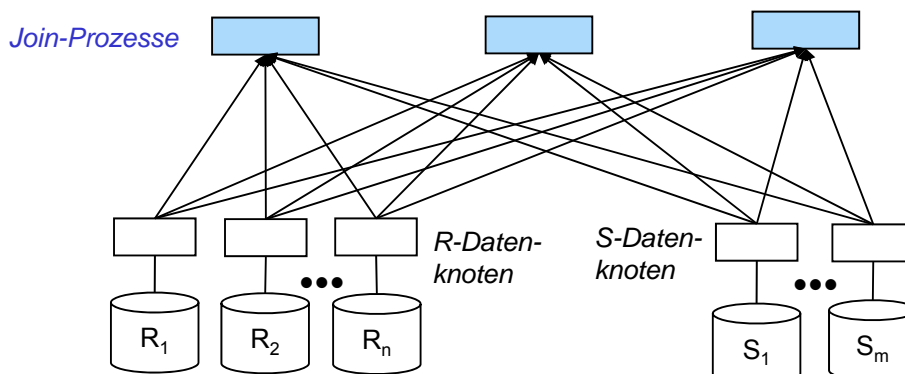 Join-Prozesse
R-Daten-
knoten
S-Daten-
knoten
R1
R2
Rn
S1
Sm